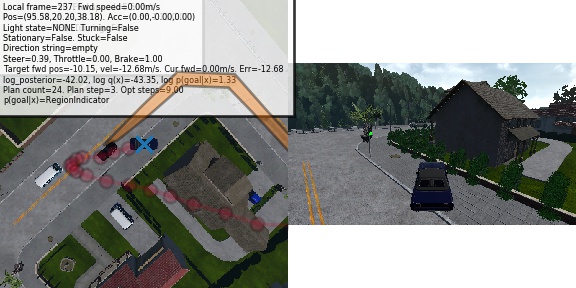 Local frame=237. Fwd speed=0.00m/s
Pos=(95.58,20.20,38.18). Acc=(0.00,-0.00,0.00)
Light state=NONE. Turning=False
Stationary=False. Stuck=False
Direction string=empty
Steer=0.39, Throttle=0.00, Brake=1.00
Target fwd pos=-10.15, vel=-12.68m/s. Cur fwd=0.00m/s. Err=-12.68
log_posterior=-42.02, log q(x)=-43.35, log p(goal|x)=1.33
Plan count=24. Plan step=3. Opt steps=9.00
p(goal|x)=RegionIndicator